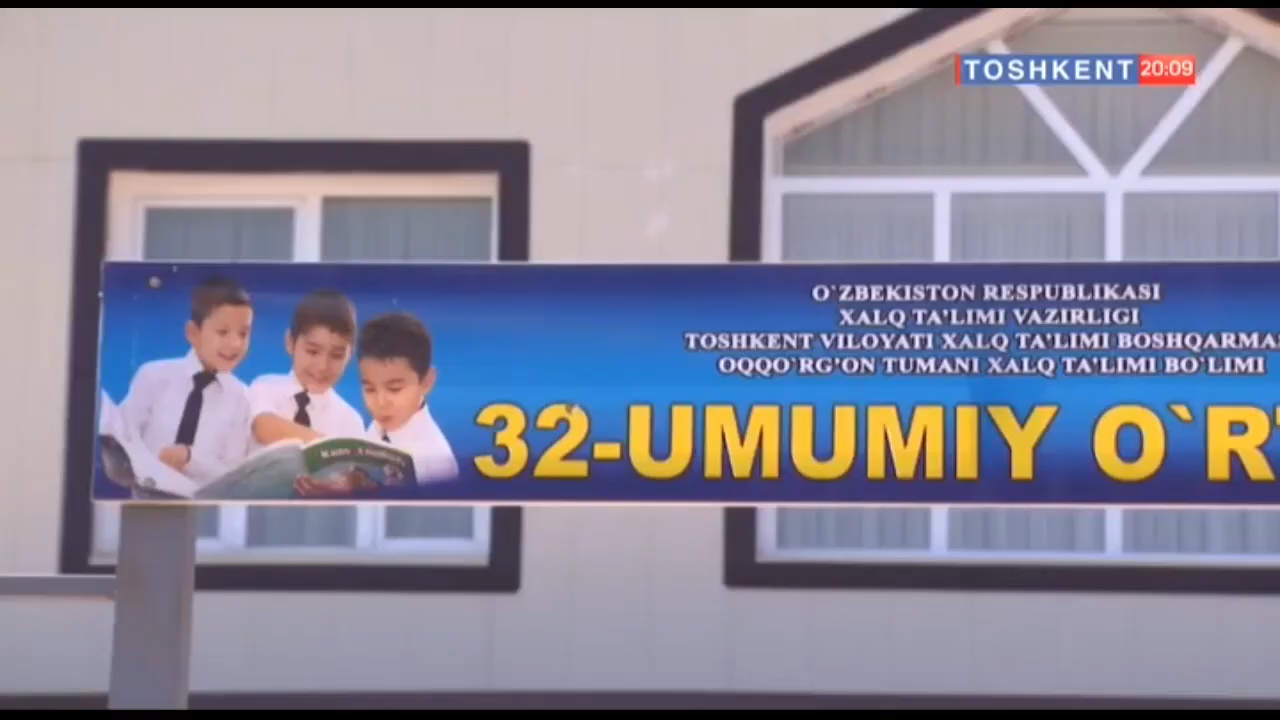 TOSHKENT 20:09
O`ZBEKISTON RESPUBLIKASI
XALQ TA'LIMI VAZIRLIGI
TOSHKENT VILOYATI XALQ TA'LIMI
OQQO`RG'ON TUMANI XALQ TA'LIMI BO`LIMI
32-UMUMIY